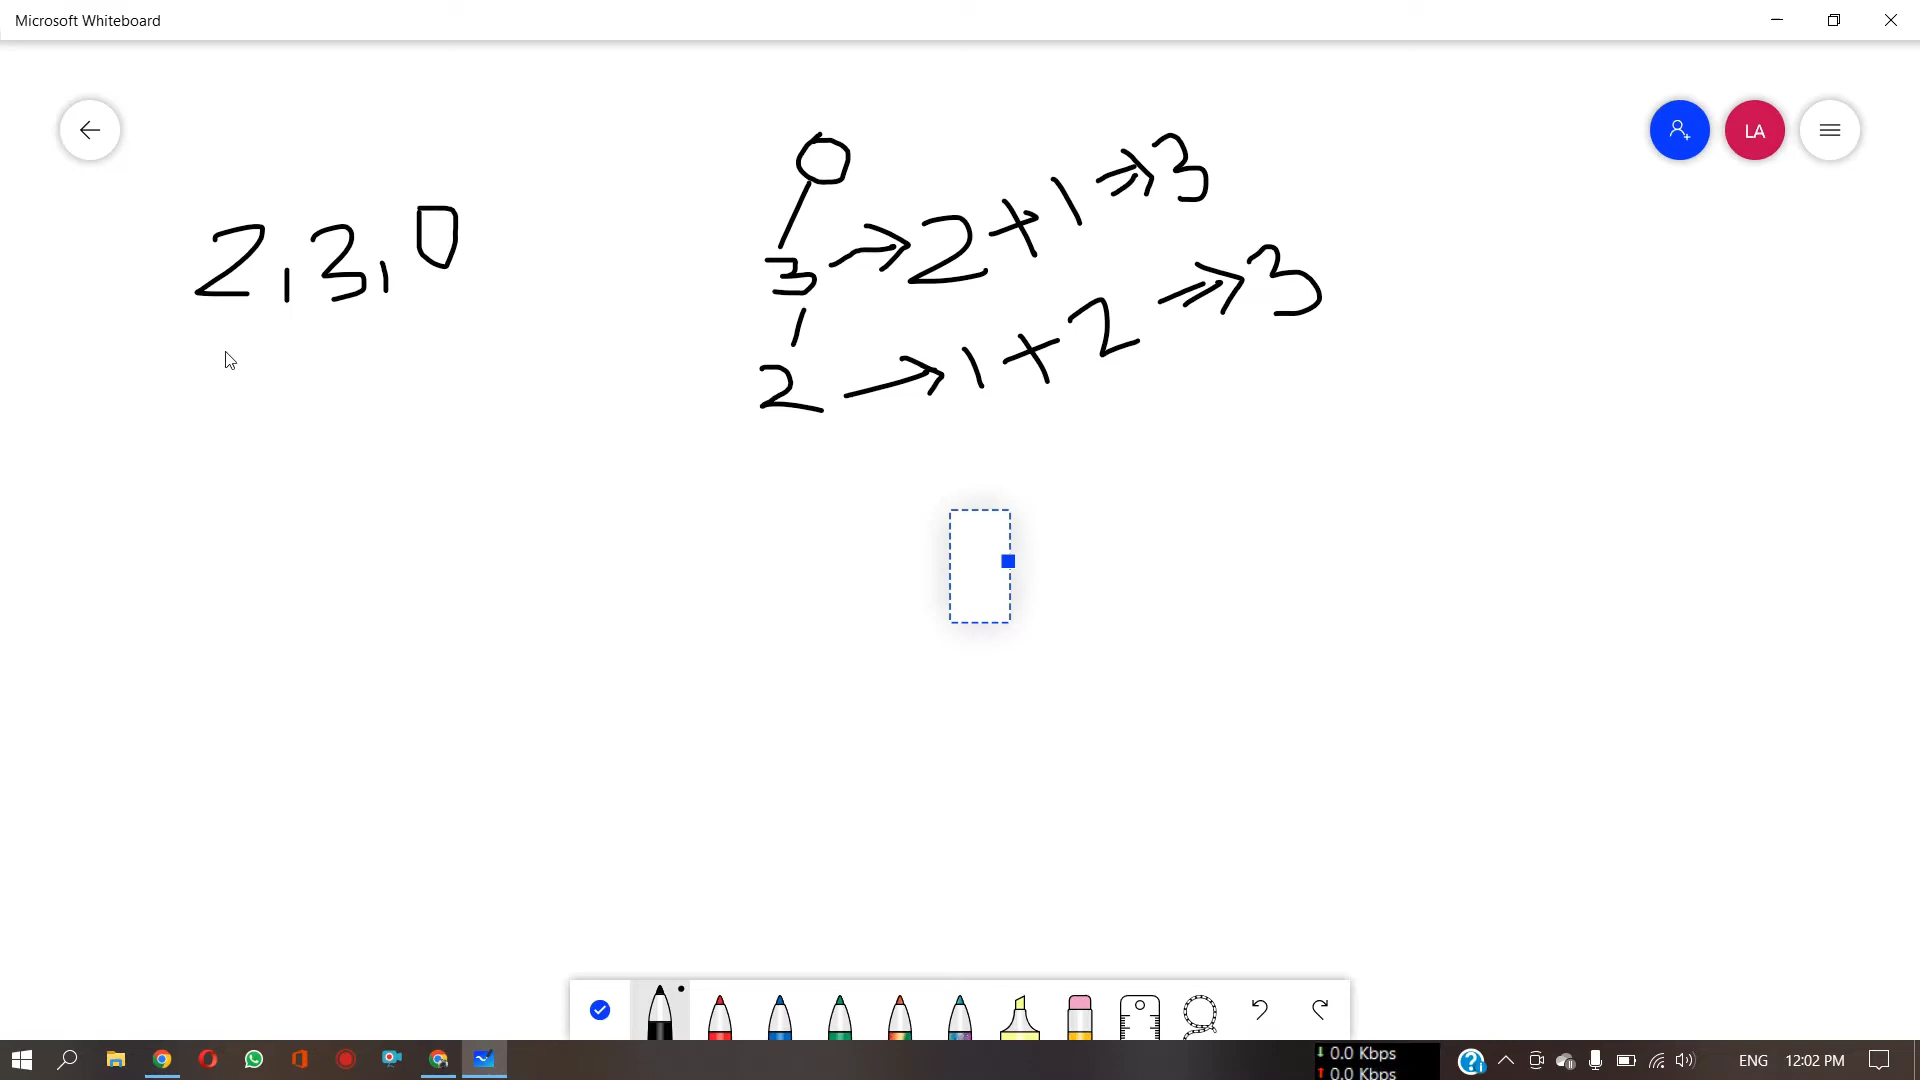 Microsoft Whiteboard
LA
2,3,0
0
3 → 2+1 ⇒ 3
2 → 1+2 ⇒ 3
0.0 Kbps
0.0 Kbps
ENG
12:02 PM